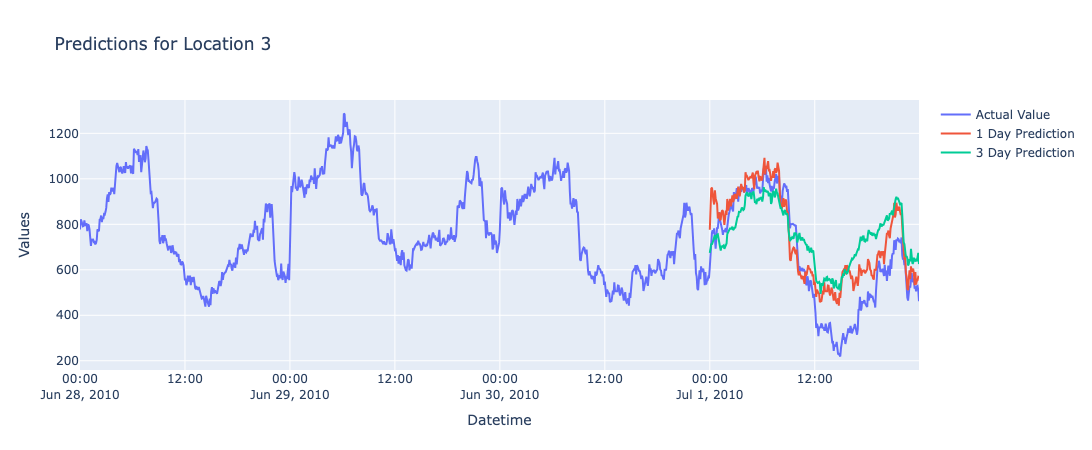 Predictions for Location 3
Actual Value
1 Day Prediction
3 Day Prediction
Values
1200
1000
800
600
400
200
00:00 12:00 00:00 12:00 00:00 12:00 00:00 12:00
Jun 28, 2010 Jun 29, 2010 Jun 30, 2010 Jul 1, 2010
Datetime